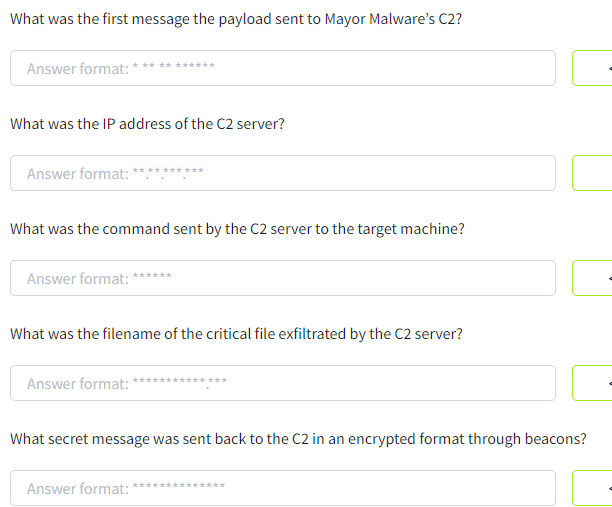 What was the first message the payload sent to Mayor Malware's C2?
Answer format: * ** ** ******
What was the IP address of the C2 server?
Answer format: **.**.***.***
What was the command sent by the C2 server to the target machine?
Answer format: ******
What was the filename of the critical file exfiltrated by the C2 server?
Answer format: ***********.***
What secret message was sent back to the C2 in an encrypted format through beacons?
Answer format: **************